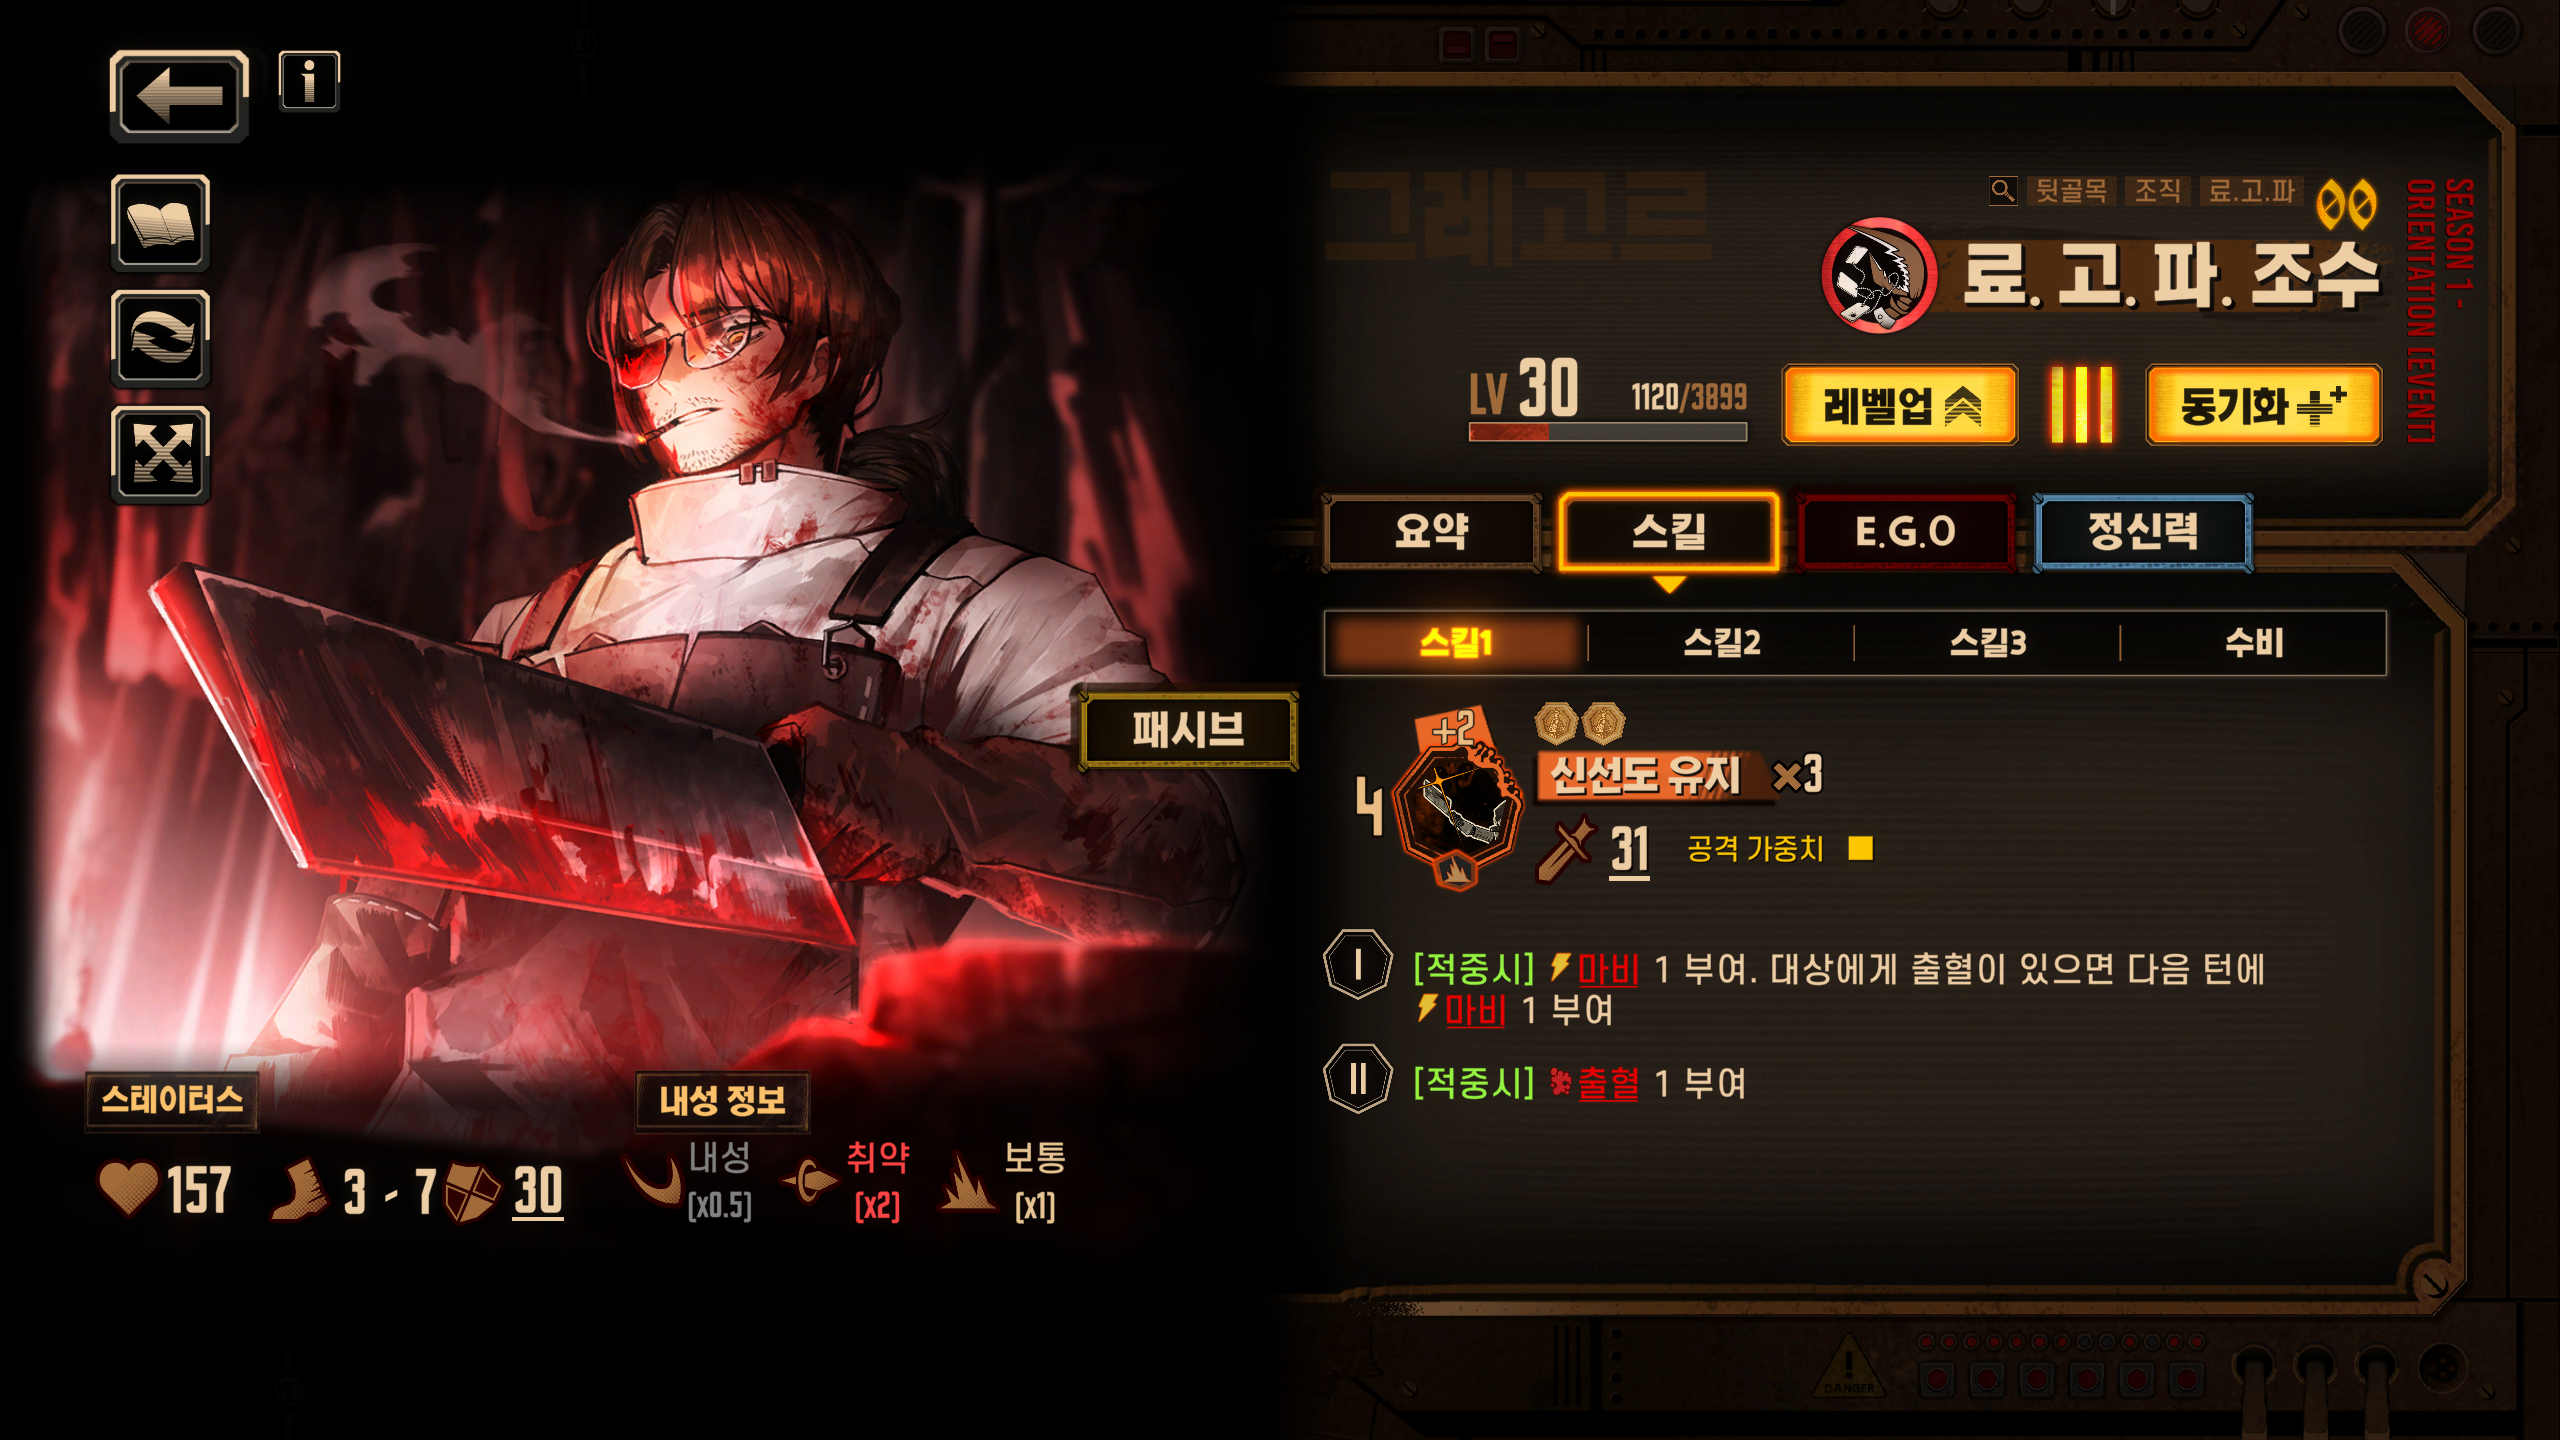 그레고르
뒷골목 조직 료.고.파
료. 고. 파. 조수
SEASON 1 -
ORIENTATION [EVENT]
LV 30 1120/3899
레벨업
동기화
요약
스킬
E.G.O
정신력
스킬1
스킬2
스킬3
수비
패시브
+2
4
신선도 유지 ×3
31 공격 가중치
I [적중시] 마비 1 부여. 대상에게 출혈이 있으면 다음 턴에
마비 1 부여
II [적중시] 출혈 1 부여
스테이터스
157 3 - 7 30
내성 정보
내성 [x0.5]
취약 [x2]
보통 [x1]
DANGER